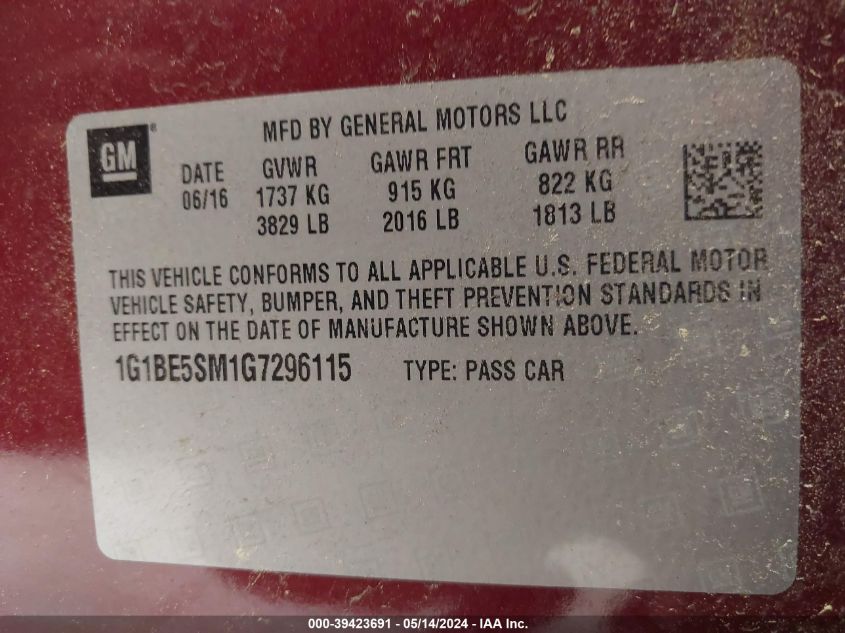 MFD BY GENERAL MOTORS LLC
GM®
DATE GVWR GAWR FRT GAWR RR
06/16 1737 KG 915 KG 822 KG
3829 LB 2016 LB 1813 LB
THIS VEHICLE CONFORMS TO ALL APPLICABLE U.S. FEDERAL MOTOR
VEHICLE SAFETY, BUMPER, AND THEFT PREVENTION STANDARDS IN
EFFECT ON THE DATE OF MANUFACTURE SHOWN ABOVE.
1G1BE5SM1G7296115 TYPE: PASS CAR
000-39423691 - 05/14/2024 - IAA Inc.